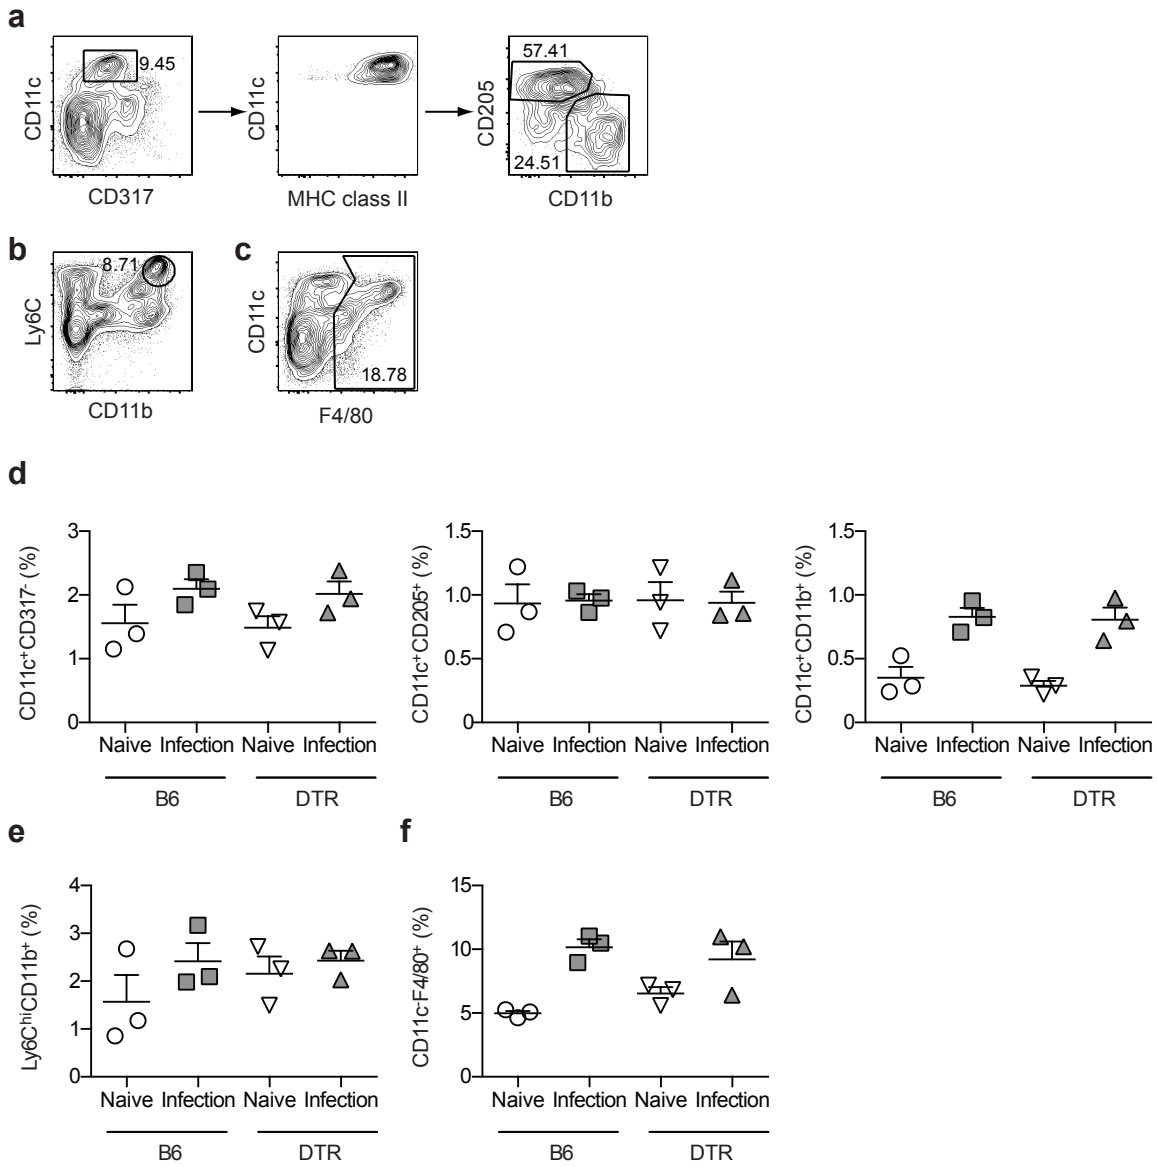 a
CD11c
9.45
CD317
CD11c
MHC class II
CD205
57.41
24.51
CD11b
b
Ly6C
8.71
CD11b
c
CD11c
18.78
F4/80
d
CD11c⁺CD317⁻ (%)
3
2
1
0
Naive Infection Naive Infection
B6 DTR
CD11c⁺CD205⁺ (%)
1.5
1.0
0.5
0
Naive Infection Naive Infection
B6 DTR
CD11c⁺CD11b⁺ (%)
1.5
1.0
0.5
0
Naive Infection Naive Infection
B6 DTR
e
Ly6ChiCD11b⁺ (%)
4
3
2
1
0
Naive Infection Naive Infection
B6 DTR
f
CD11c⁻F4/80⁺ (%)
15
10
5
0
Naive Infection Naive Infection
B6 DTR